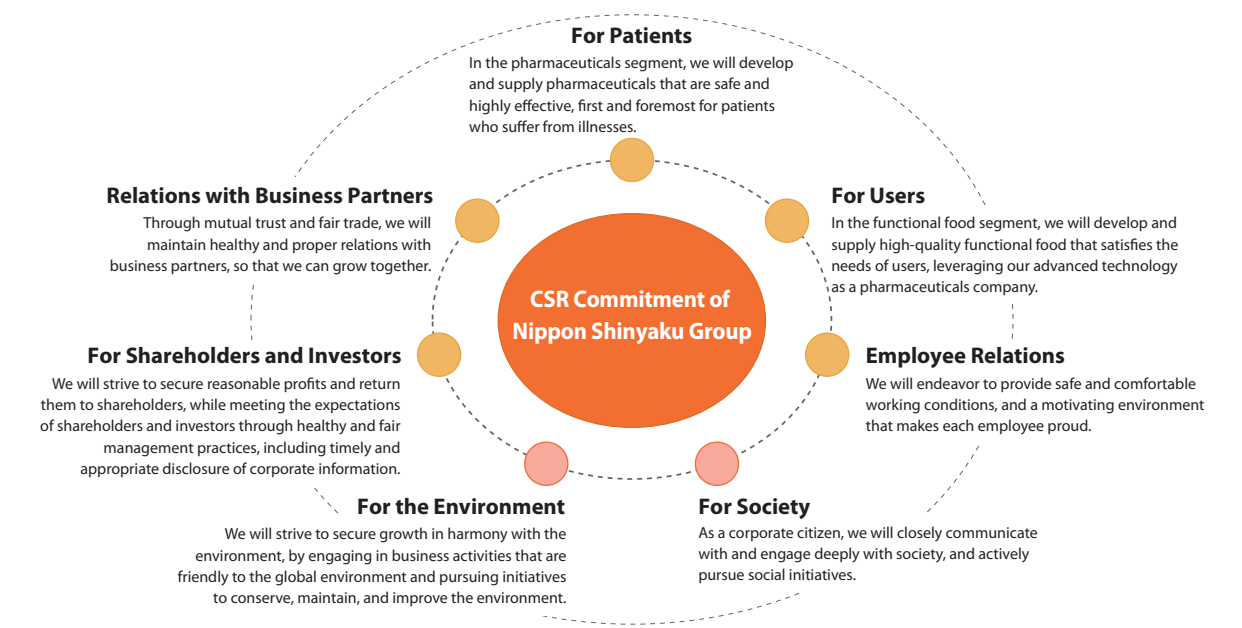 For Patients
In the pharmaceuticals segment, we will develop
and supply pharmaceuticals that are safe and
highly effective, first and foremost for patients
who suffer from illnesses.
Relations with Business Partners
Through mutual trust and fair trade, we will
maintain healthy and proper relations with
business partners, so that we can grow together.
For Users
In the functional food segment, we will develop and
supply high-quality functional food that satisfies the
needs of users, leveraging our advanced technology
as a pharmaceuticals company.
CSR Commitment of
Nippon Shinyaku Group
For Shareholders and Investors
We will strive to secure reasonable profits and return
them to shareholders, while meeting the expectations
of shareholders and investors through healthy and fair
management practices, including timely and
appropriate disclosure of corporate information.
Employee Relations
We will endeavor to provide safe and comfortable
working conditions, and a motivating environment
that makes each employee proud.
For the Environment
We will strive to secure growth in harmony with the
environment, by engaging in business activities that are
friendly to the global environment and pursuing initiatives
to conserve, maintain, and improve the environment.
For Society
As a corporate citizen, we will closely communicate
with and engage deeply with society, and actively
pursue social initiatives.